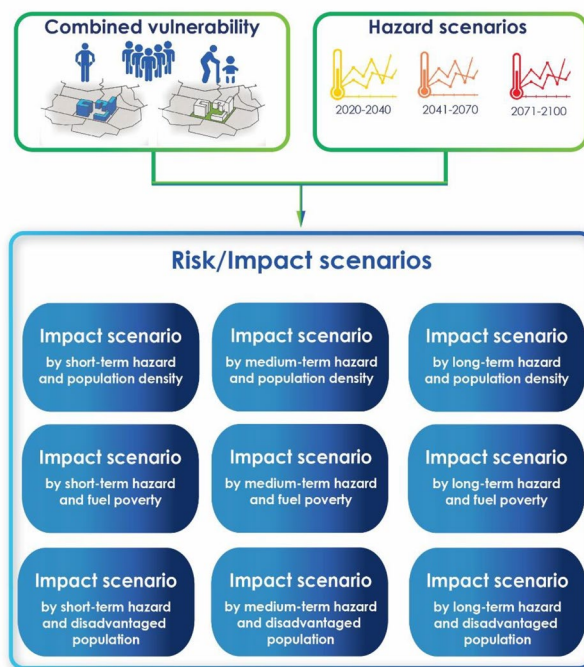 Combined vulnerability
Hazard scenarios
2020-2040
2041-2070
2071-2100
Risk/Impact scenarios
Impact scenario
by short-term hazard
and population density
Impact scenario
by medium-term hazard
and population density
Impact scenario
by long-term hazard
and population density
Impact scenario
by short-term hazard
and fuel poverty
Impact scenario
by medium-term hazard
and fuel poverty
Impact scenario
by long-term hazard
and fuel poverty
Impact scenario
by short-term hazard
and disadvantaged
population
Impact scenario
by medium-term hazard
and disadvantaged
population
Impact scenario
by long-term hazard
and disadvantaged
population